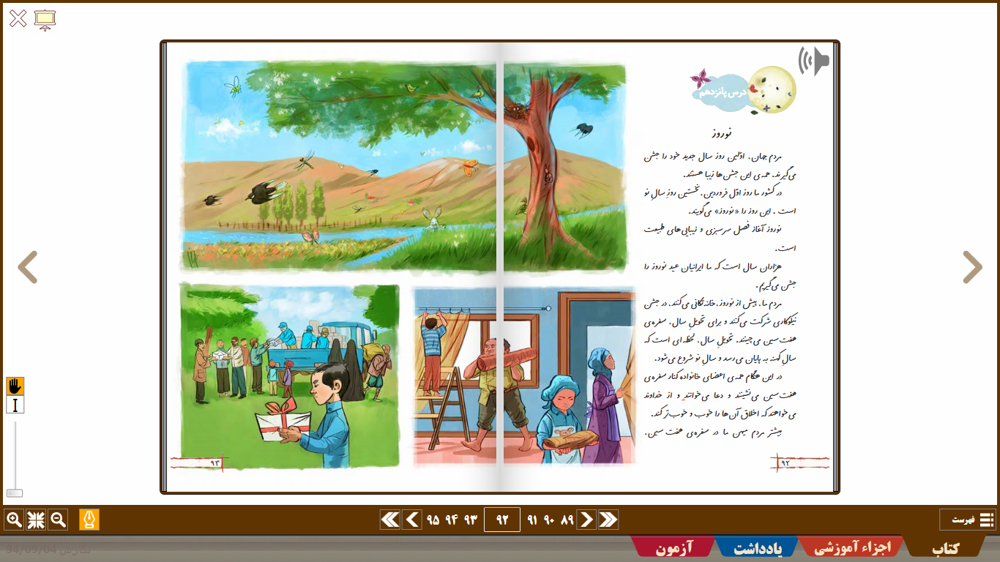 درس پانزدهم
نوروز
مردم جهان، اوّلین روز سال جدید خود را جشن
می‌گیرند. همه‌ی این جشن‌ها زیبا هستند.
در کشور ما روز اوّل فروردین، نخستین روزِ سالِ نو
است . این روز را «نوروز» می‌گویند.
نوروز آغاز فصل سرسبزی و زیبایی‌های طبیعت
است.
هزاران سال است که ما ایرانیان عید نوروز را
جشن می‌گیریم.
مردم ما، پیش از نوروز، خانه‌تکانی می‌کنند، در جشن
نیکوکاری شرکت می‌کنند و برای تحویلِ سال، سفره‌ی
هفت‌سین می‌چینند. تحویلِ سال، لحظه‌ای است که
سالِ کهنه به پایان می‌رسد و سالِ نو شروع می‌شود.
در این هنگام همه‌ی اعضای خانواده کنار سفره‌ی
هفت‌سین می‌نشینند و دعا می‌خوانند و از خداوند
می‌خواهند که اخلاق آن‌ها را خوب و خوب‌تر کند.
بیشتر مردم میهن ما در سفره‌ی هفت سین،
۹۲
۹۳
۸۹ ۹۰ ۹۱ ۹۲ ۹۳ ۹۴ ۹۵
فهرست
کتاب
اجزاء آموزشی
یادداشت
آزمون
نگارش 94/09/04